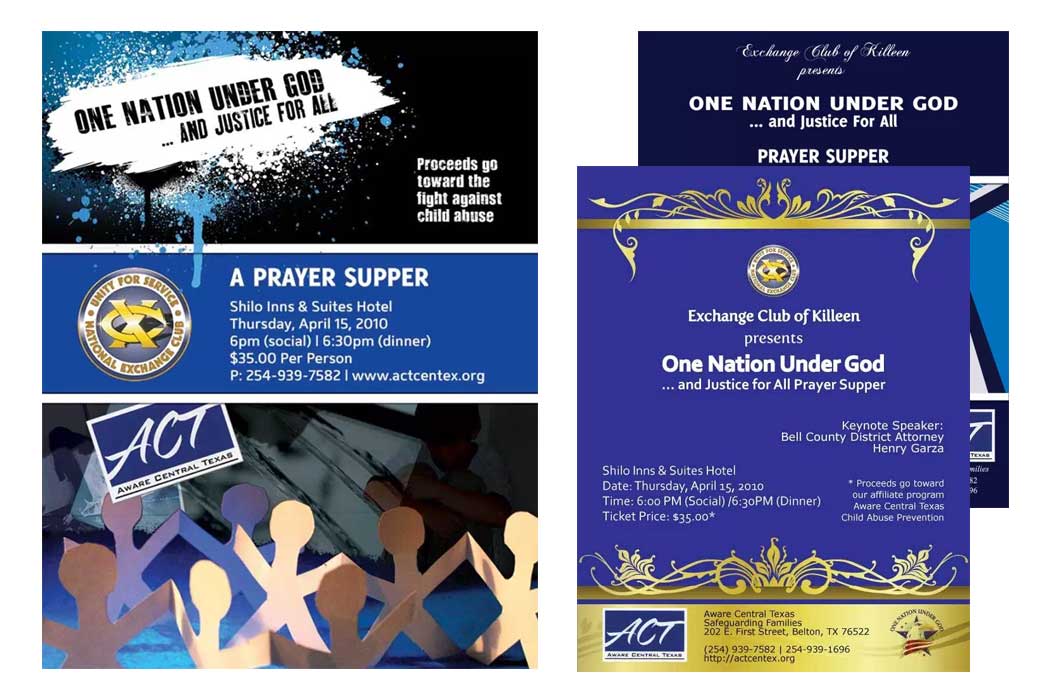 ONE NATION UNDER GOD
... AND JUSTICE FOR ALL
Proceeds go
toward the
fight against
child abuse
UNITY FOR SERVICE
NATIONAL EXCHANGE CLUB
A PRAYER SUPPER
Shilo Inns & Suites Hotel
Thursday, April 15, 2010
6pm (social) | 6:30pm (dinner)
$35.00 Per Person
P: 254-939-7582 | www.actcentex.org
ACT
AWARE CENTRAL TEXAS
Exchange Club of Killeen
presents
ONE NATION UNDER GOD
... and Justice For All
PRAYER SUPPER
T
TEXAS
milies
82
96
UNITY FOR SERVICE
NATIONAL EXCHANGE CLUB
Exchange Club of Killeen
presents
One Nation Under God
... and Justice for All Prayer Supper
Keynote Speaker:
Bell County District Attorney
Henry Garza
Shilo Inns & Suites Hotel
Date: Thursday, April 15, 2010
Time: 6:00 PM (Social) /6:30PM (Dinner)
Ticket Price: $35.00*
* Proceeds go toward
our affiliate program
Aware Central Texas
Child Abuse Prevention
ACT
AWARE CENTRAL TEXAS
Aware Central Texas
Safeguarding Families
202 E. First Street, Belton, TX 76522
(254) 939-7582 | 254-939-1696
http://actcentex.org
ONE NATION UNDER GOD